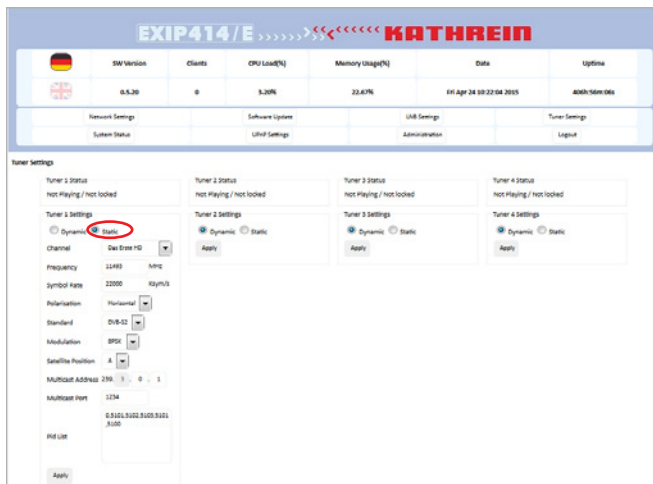 EXIP414/E >>>>>>>>><<<<<<<< KATHREIN
SW Version Clients CPU Load(%) Memory Usage(%) Date Uptime
0.5.20 0 3.20% 22.67% Fri Apr 24 10:22:04 2015 406h:56m:06s
Network Settings Software Update LNB Settings Tuner Settings
System Status UPnP Settings Administration Logout
Tuner Settings
Tuner 1 Status Tuner 2 Status Tuner 3 Status Tuner 4 Status
Not Playing / Not locked Not Playing / Not locked Not Playing / Not locked Not Playing / Not locked
Tuner 1 Settings Tuner 2 Settings Tuner 3 Settings Tuner 4 Settings
Dynamic Static Dynamic Static Dynamic Static Dynamic Static
Channel Das Erste HD Apply Apply Apply
Frequency 11493 MHz
Symbol Rate 22000 Ksym/s
Polarisation Horizontal
Standard DVB-S2
Modulation 8PSK
Satellite Position A
Multicast Address 239. 1 . 0 . 1
Multicast Port 1234
0,5101,5102,5103,5101
,5100
Pid List
Apply